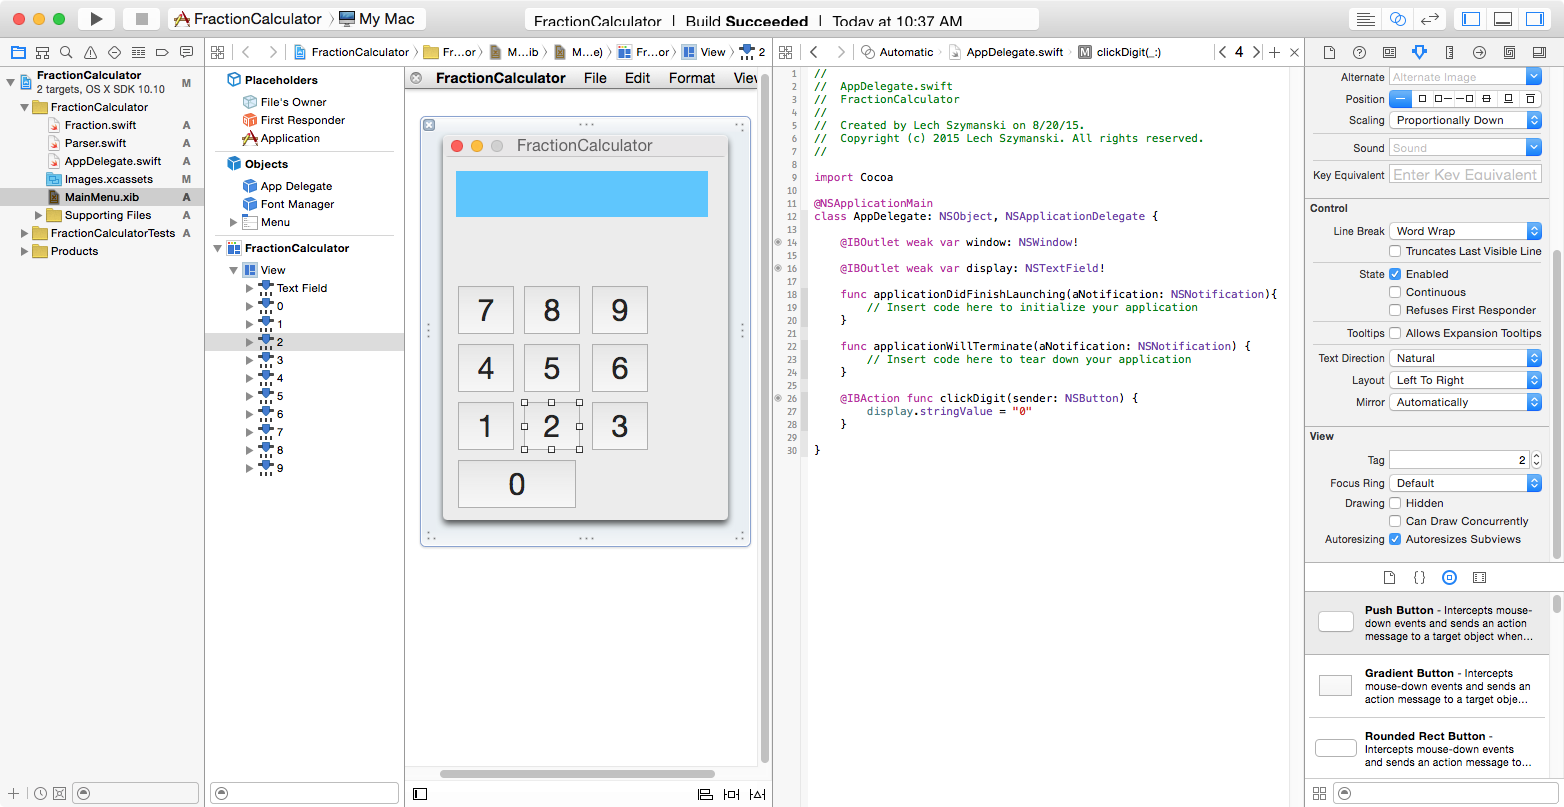 FractionCalculator My Mac
FractionCalculator | Build Succeeded | Today at 10:37 AM
FractionCalculator Fr...or M...ib M...e) Fr...or View 2
Automatic AppDelegate.swift M clickDigit(_:) 4
FractionCalculator M
2 targets, OS X SDK 10.10
FractionCalculator
Fraction.swift A
Parser.swift A
AppDelegate.swift A
Images.xcassets M
MainMenu.xib A
Supporting Files A
FractionCalculatorTests A
Products
Placeholders
File's Owner
First Responder
Application
Objects
App Delegate
Font Manager
Menu
FractionCalculator
View
Text Field
0
1
2
3
4
5
6
7
8
9
FractionCalculator File Edit Format View
FractionCalculator
7 8 9
4 5 6
1 2 3
0
1 //
2 // AppDelegate.swift
3 // FractionCalculator
4 //
5 // Created by Lech Szymanski on 8/20/15.
6 // Copyright (c) 2015 Lech Szymanski. All rights reserved.
7 //
8
9 import Cocoa
10
11 @NSApplicationMain
12 class AppDelegate: NSObject, NSApplicationDelegate {
13
14 @IBOutlet weak var window: NSWindow!
15
16 @IBOutlet weak var display: NSTextField!
17
18 func applicationDidFinishLaunching(aNotification: NSNotification){
19 // Insert code here to initialize your application
20 }
21
22 func applicationWillTerminate(aNotification: NSNotification) {
23 // Insert code here to tear down your application
24 }
25
26 @IBAction func clickDigit(sender: NSButton) {
27 display.stringValue = "0"
28 }
29
30 }
Alternate Alternate Image
Position
Scaling Proportionally Down
Sound Sound
Key Equivalent Enter Key Equivalent
Control
Line Break Word Wrap
Truncates Last Visible Line
State Enabled
Continuous
Refuses First Responder
Tooltips Allows Expansion Tooltips
Text Direction Natural
Layout Left To Right
Mirror Automatically
View
Tag 2
Focus Ring Default
Drawing Hidden
Can Draw Concurrently
Autoresizing Autoresizes Subviews
Push Button - Intercepts mouse-
down events and sends an action
message to a target object when...
Gradient Button - Intercepts
mouse-down events and sends an
action message to a target obje...
Rounded Rect Button -
Intercepts mouse-down events
and sends an action message to...